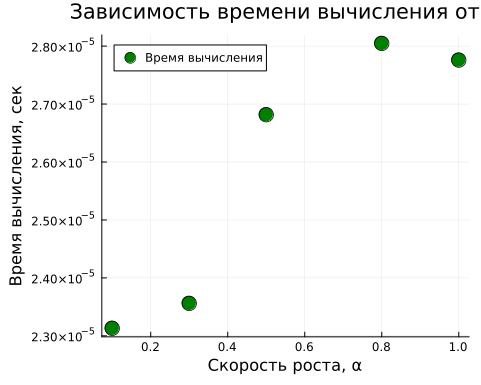 Зависимость времени вычисления от
Время вычисления
Время вычисления, сек
2.80×10⁻⁵
2.70×10⁻⁵
2.60×10⁻⁵
2.50×10⁻⁵
2.40×10⁻⁵
2.30×10⁻⁵
0.2 0.4 0.6 0.8 1.0
Скорость роста, α